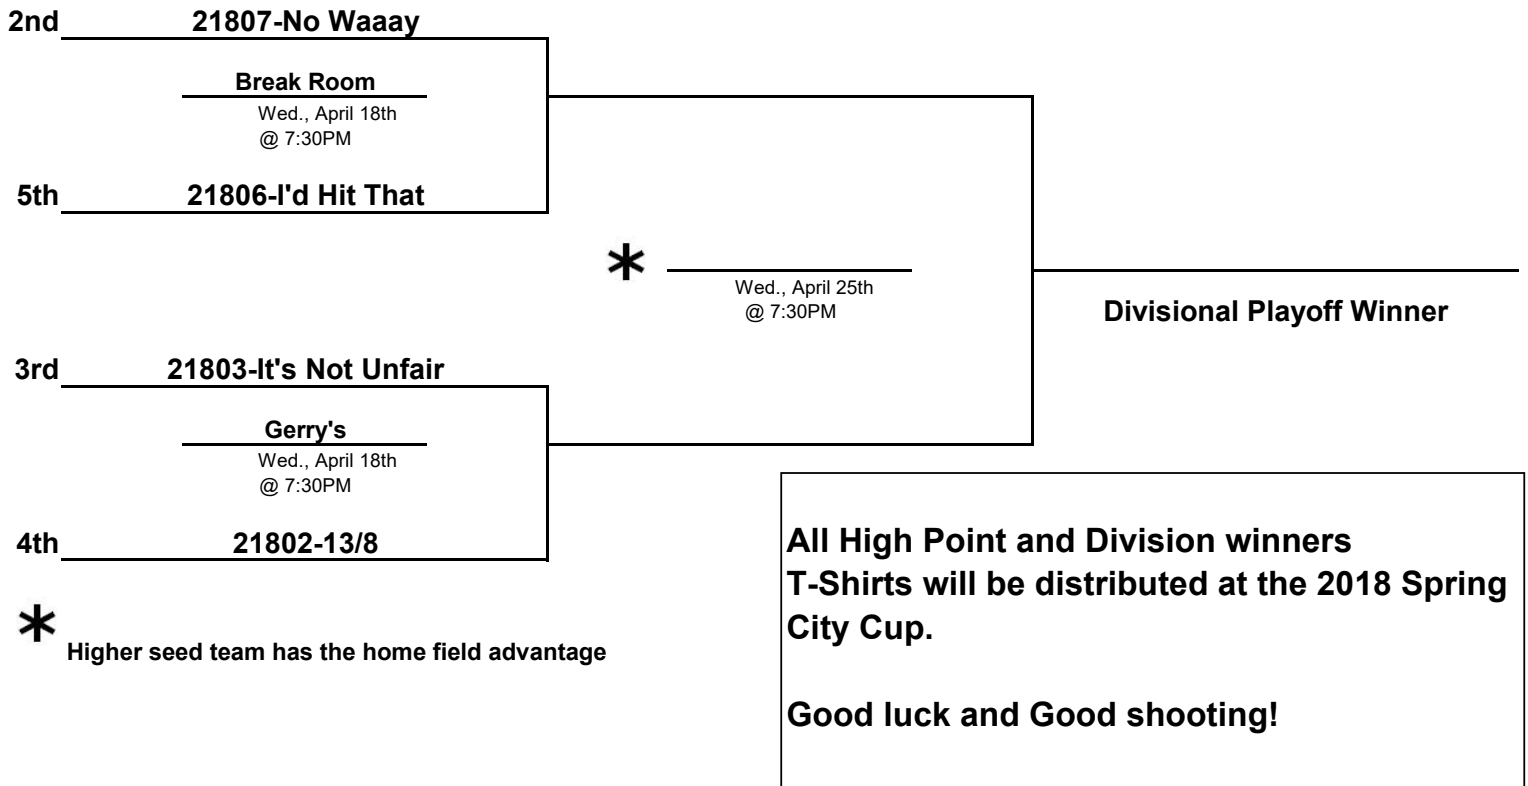 2nd 21807-No Waaay
Break Room
Wed., April 18th
@ 7:30PM
5th 21806-I'd Hit That
*
Wed., April 25th
@ 7:30PM
Divisional Playoff Winner
3rd 21803-It's Not Unfair
Gerry's
Wed., April 18th
@ 7:30PM
4th 21802-13/8
* Higher seed team has the home field advantage
All High Point and Division winners
T-Shirts will be distributed at the 2018 Spring
City Cup.
Good luck and Good shooting!